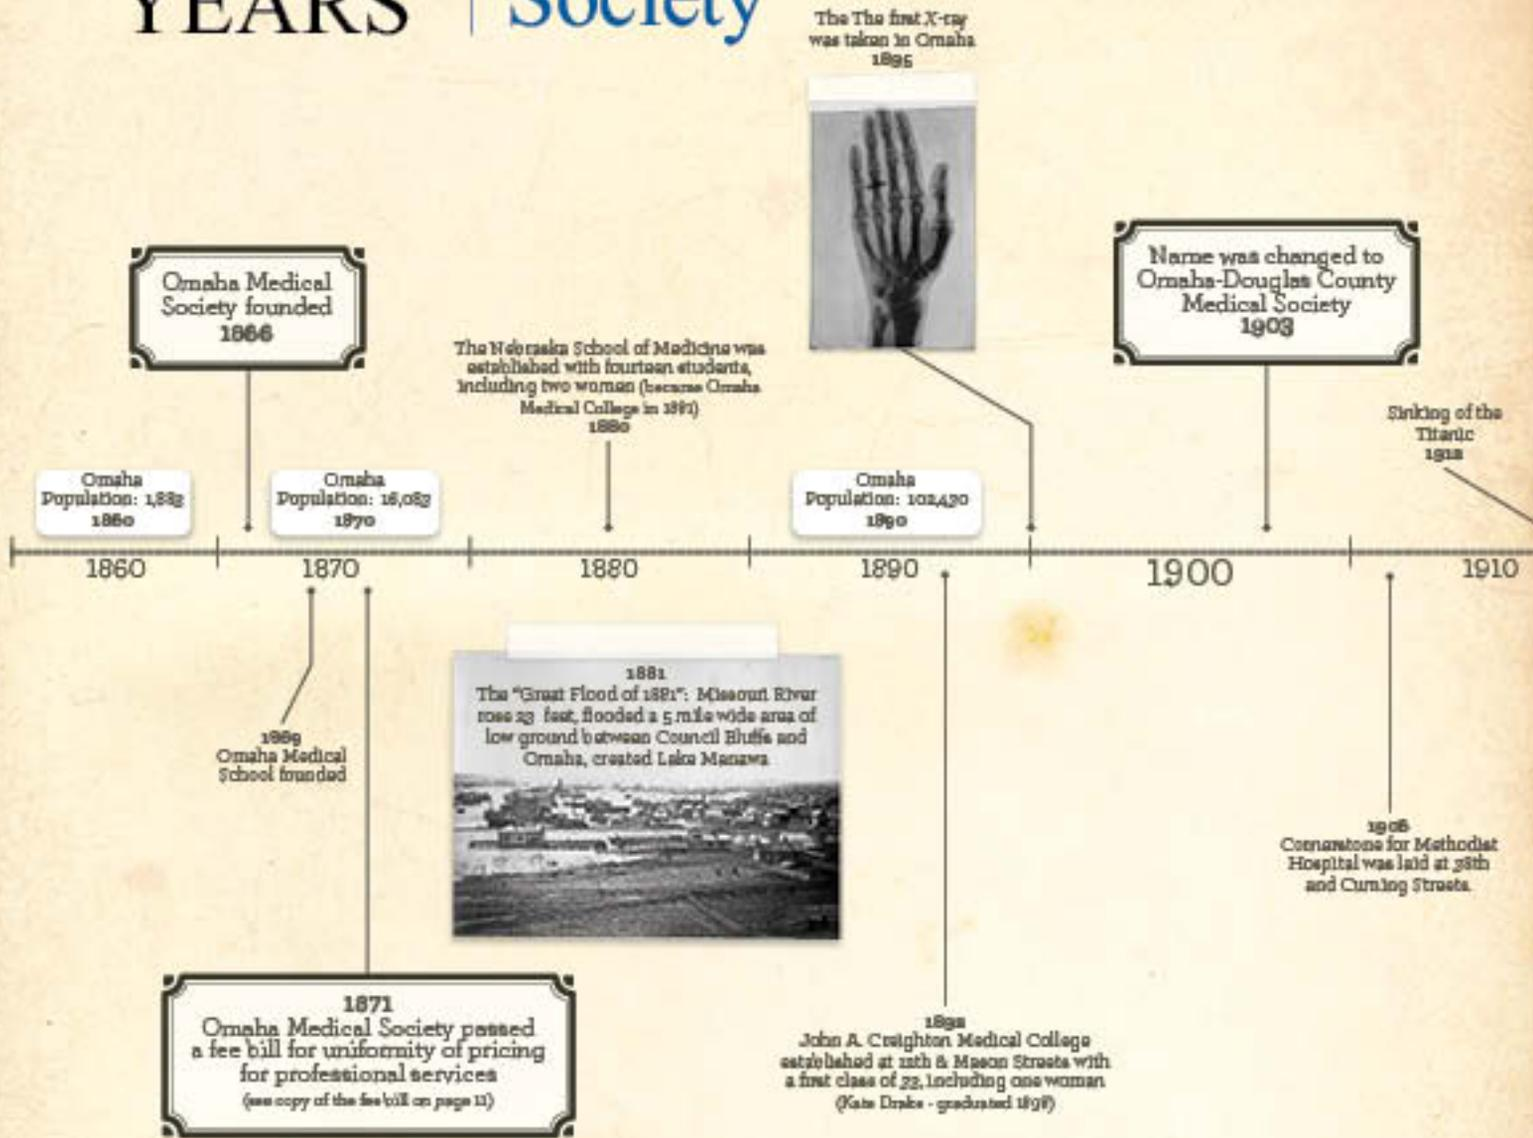 YEARS
Society
The The first X-ray
was taken in Omaha
1895
Omaha Medical
Society founded
1866
Name was changed to
Omaha-Douglas County
Medical Society
1903
The Nebraska School of Medicine was
established with fourteen students,
including two women (became Omaha
Medical College in 1881)
1880
Sinking of the
Titanic
1912
Omaha
Population: 1,882
1860
Omaha
Population: 16,083
1870
Omaha
Population: 102,430
1890
1860
1870
1880
1890
1900
1910
1869
Omaha Medical
School founded
1881
The "Great Flood of 1881": Missouri River
rose 23 feet, flooded a 5 mile wide area of
low ground between Council Bluffs and
Omaha, created Lake Manawa
1906
Cornerstone for Methodist
Hospital was laid at 38th
and Cuming Streets.
1871
Omaha Medical Society passed
a fee bill for uniformity of pricing
for professional services
(see copy of the fee bill on page 11)
1892
John A. Creighton Medical College
established at 12th & Mason Streets with
a first class of including one woman
(Kate Drake - graduated 1898)